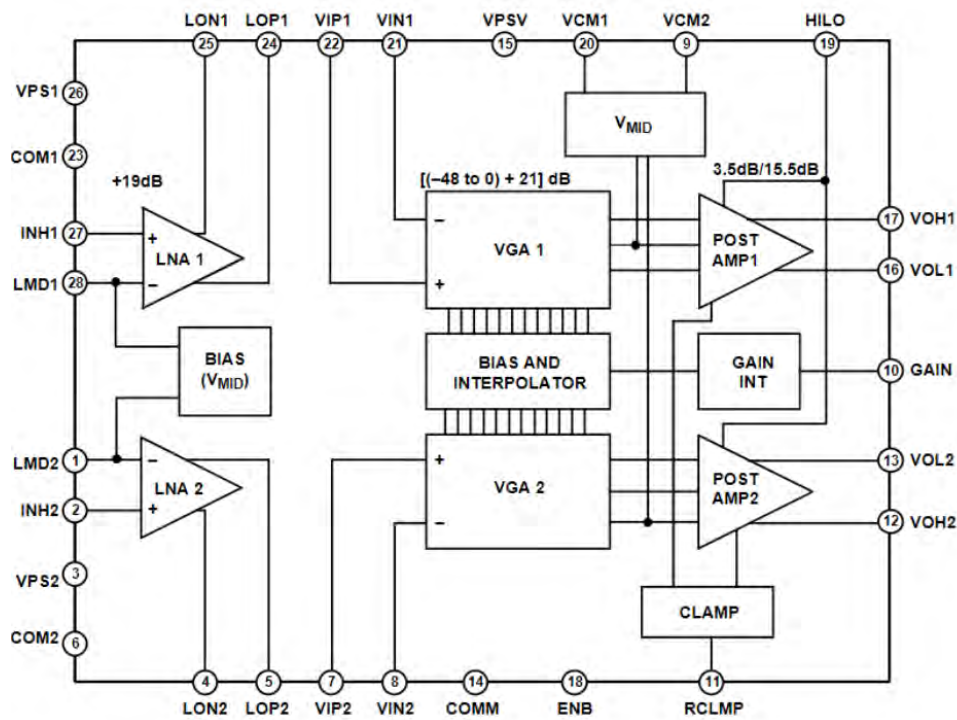 LON1 LOP1 VIP1 VIN1 VPSV VCM1 VCM2 HILO
25 24 22 21 15 20 9 19
VPS1 26
COM1 23
VMID
+19dB
[(–48 to 0) + 21] dB
3.5dB/15.5dB
INH1 27
+
LNA 1
–
LMD1 28
–
VGA 1
+
POST
AMP1
17 VOH1
16 VOL1
BIAS
(VMID)
BIAS AND
INTERPOLATOR
GAIN
INT
10 GAIN
LMD2 1
–
LNA 2
+
INH2 2
+
VGA 2
–
POST
AMP2
13 VOL2
12 VOH2
VPS2 3
COM2 6
CLAMP
4 5 7 8 14 18 11
LON2 LOP2 VIP2 VIN2 COMM ENB RCLMP